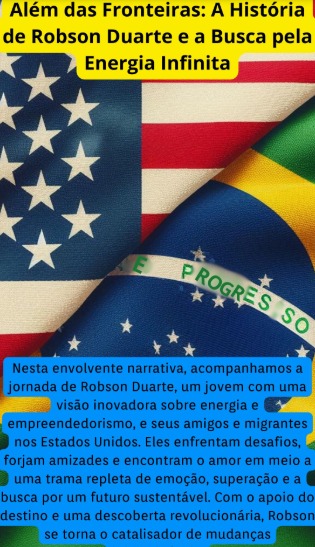 Além das Fronteiras: A História
de Robson Duarte e a Busca pela
Energia Infinita
E PROGRESSO
Nesta envolvente narrativa, acompanhamos a
jornada de Robson Duarte, um jovem com uma
visão inovadora sobre energia e
empreendedorismo, e seus amigos e migrantes
nos Estados Unidos. Eles enfrentam desafios,
forjam amizades e encontram o amor em meio a
uma trama repleta de emoção, superação e a
busca por um futuro sustentável. Com o apoio do
destino e uma descoberta revolucionária, Robson
se torna o catalisador de mudanças